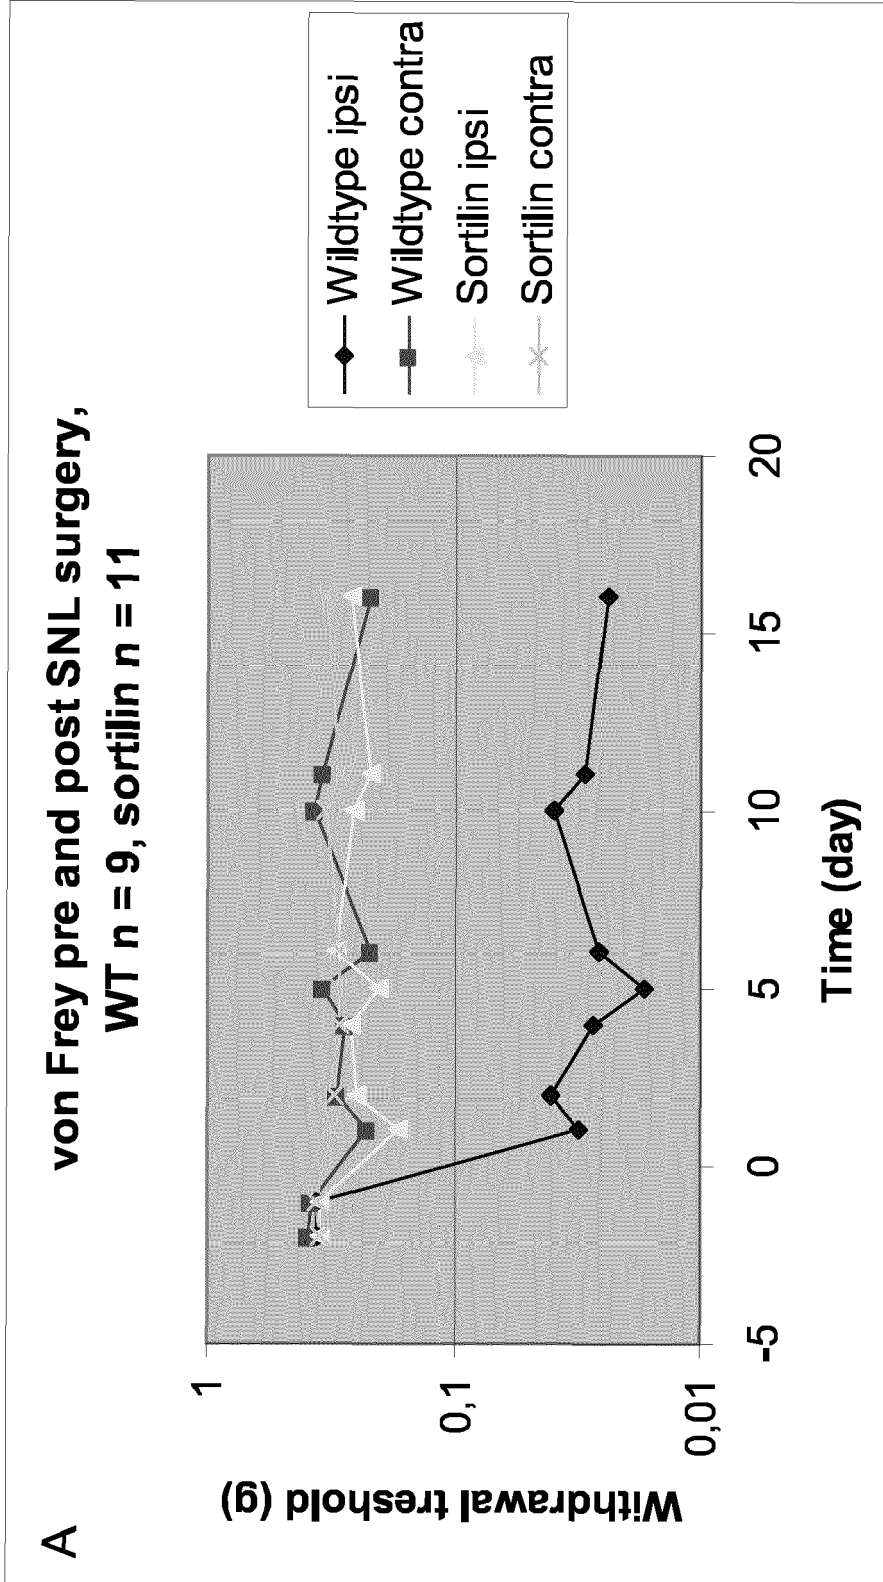 A
von Frey pre and post SNL surgery,
WT n = 9, sortilin n = 11
Withdrawal treshold (g)
1
0,1
0,01
-5
0
5
10
15
20
Time (day)
Wildtype ipsi
Wildtype contra
Sortilin ipsi
Sortilin contra